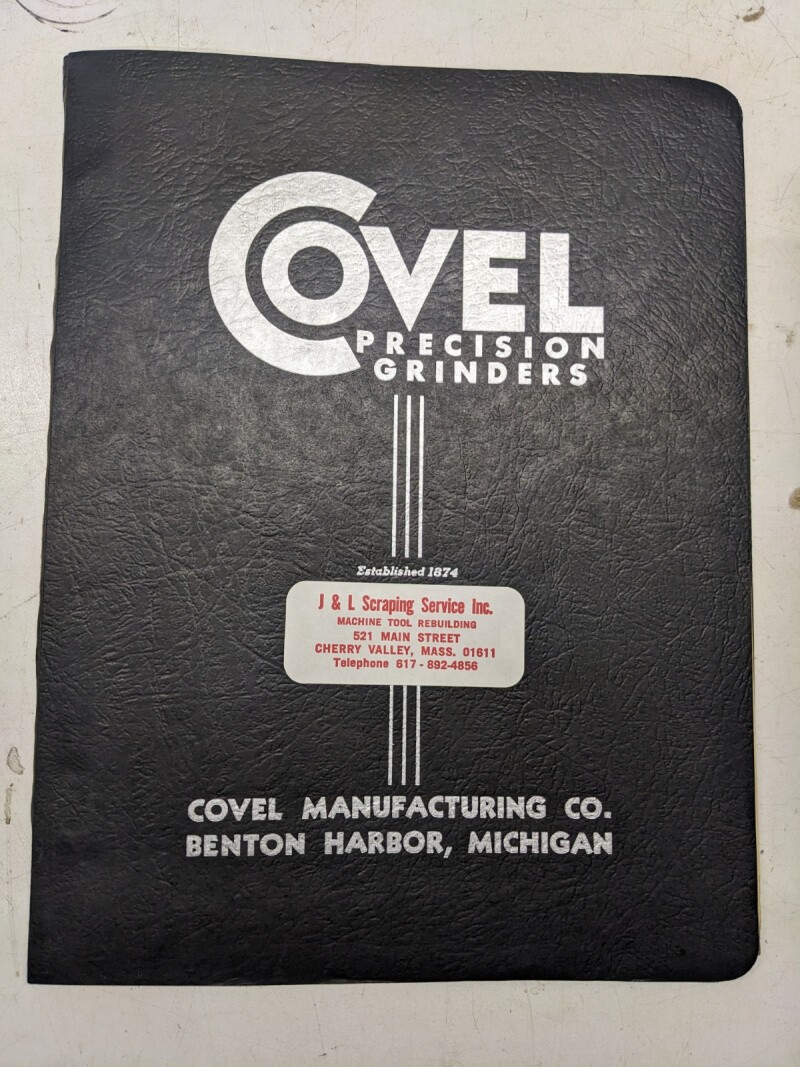 COVEL
PRECISION
GRINDERS
Established 1874
J & L Scraping Service Inc.
MACHINE TOOL REBUILDING
521 MAIN STREET
CHERRY VALLEY, MASS. 01611
Telephone 617 - 892-4856
COVEL MANUFACTURING CO.
BENTON HARBOR, MICHIGAN